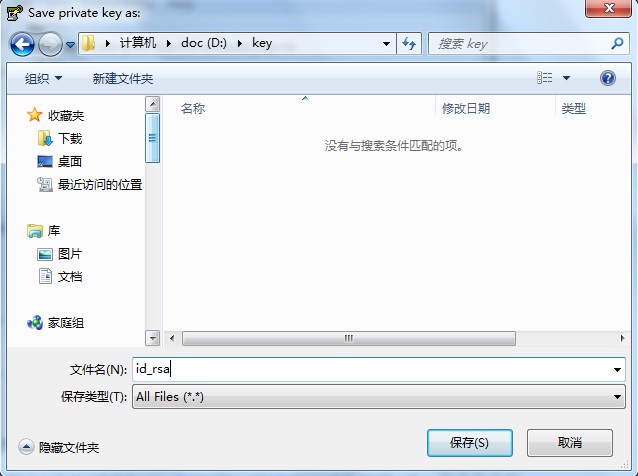 Save private key as:
计算机 doc (D:) key
搜索 key
组织 新建文件夹
名称 修改日期 类型
没有与搜索条件匹配的项。
收藏夹
下载
桌面
最近访问的位置
库
图片
文档
家庭组
文件名(N): id_rsa
保存类型(T): All Files (*.*)
隐藏文件夹 保存(S) 取消